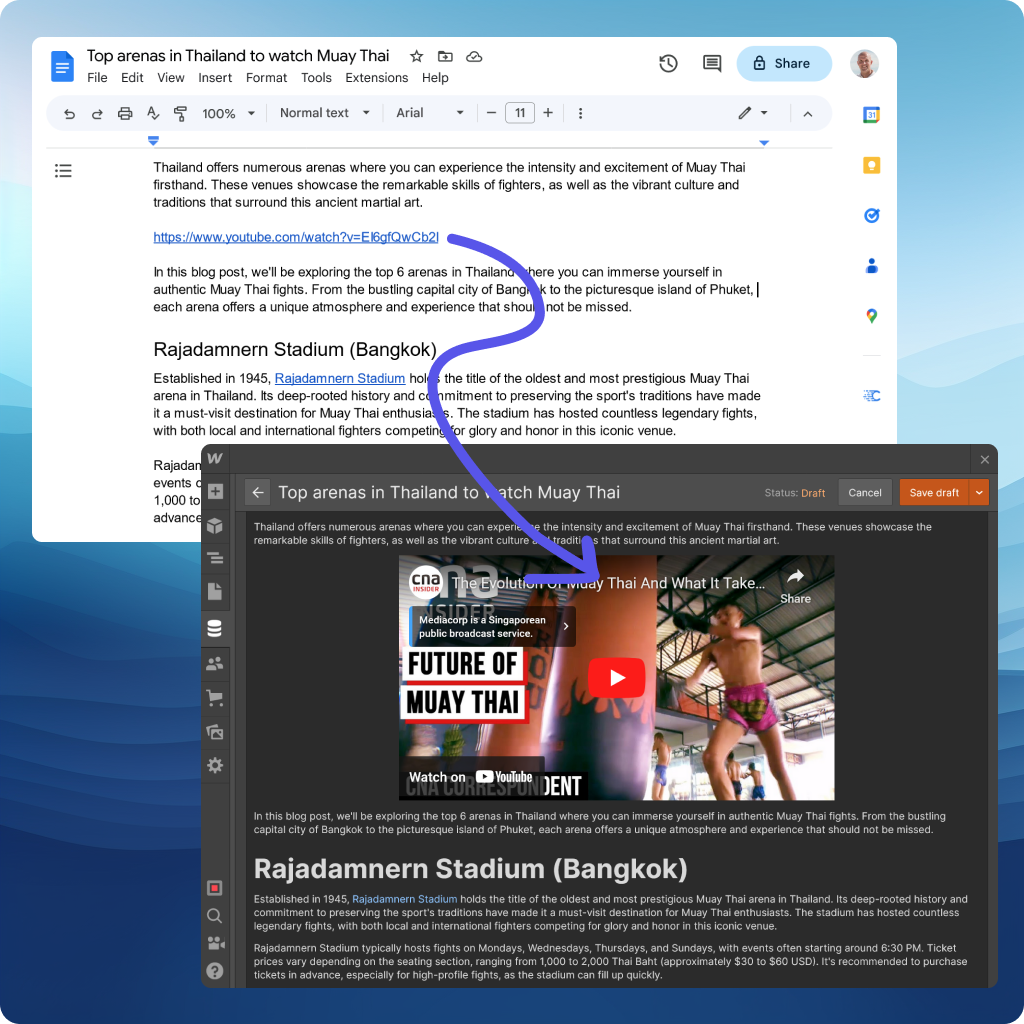 Top arenas in Thailand to watch Muay Thai
File Edit View Insert Format Tools Extensions Help
Share
100% Normal text Arial 11
31
Thailand offers numerous arenas where you can experience the intensity and excitement of Muay Thai
firsthand. These venues showcase the remarkable skills of fighters, as well as the vibrant culture and
traditions that surround this ancient martial art.
https://www.youtube.com/watch?v=EI6gfQwCb2I
In this blog post, we'll be exploring the top 6 arenas in Thailand where you can immerse yourself in
authentic Muay Thai fights. From the bustling capital city of Bangkok to the picturesque island of Phuket,
each arena offers a unique atmosphere and experience that should not be missed.
Rajadamnern Stadium (Bangkok)
Established in 1945, Rajadamnern Stadium holds the title of the oldest and most prestigious Muay Thai
arena in Thailand. Its deep-rooted history and commitment to preserving the sport's traditions have made
it a must-visit destination for Muay Thai enthusiasts. The stadium has hosted countless legendary fights,
with both local and international fighters competing for glory and honor in this iconic venue.
Rajadam
events
1,000 to
advance
W
Top arenas in Thailand to watch Muay Thai
Status: Draft Cancel Save draft
Thailand offers numerous arenas where you can experience the intensity and excitement of Muay Thai firsthand. These venues showcase the
remarkable skills of fighters, as well as the vibrant culture and traditions that surround this ancient martial art.
cna INSIDER
cna INSIDER
The Evolution Of Muay Thai And What It Take...
Share
Mediacorp is a Singaporean
public broadcast service.
FUTURE OF
MUAY THAI
Watch on YouTube
CNA CORRESPONDENT
In this blog post, we'll be exploring the top 6 arenas in Thailand where you can immerse yourself in authentic Muay Thai fights. From the bustling
capital city of Bangkok to the picturesque island of Phuket, each arena offers a unique atmosphere and experience that should not be missed.
Rajadamnern Stadium (Bangkok)
Established in 1945, Rajadamnern Stadium holds the title of the oldest and most prestigious Muay Thai arena in Thailand. Its deep-rooted history and
commitment to preserving the sport's traditions have made it a must-visit destination for Muay Thai enthusiasts. The stadium has hosted countless
legendary fights, with both local and international fighters competing for glory and honor in this iconic venue.
Rajadamnern Stadium typically hosts fights on Mondays, Wednesdays, Thursdays, and Sundays, with events often starting around 6:30 PM. Ticket
prices vary depending on the seating section, ranging from 1,000 to 2,000 Thai Baht (approximately $30 to $60 USD). It's recommended to purchase
tickets in advance, especially for high-profile fights, as the stadium can fill up quickly.